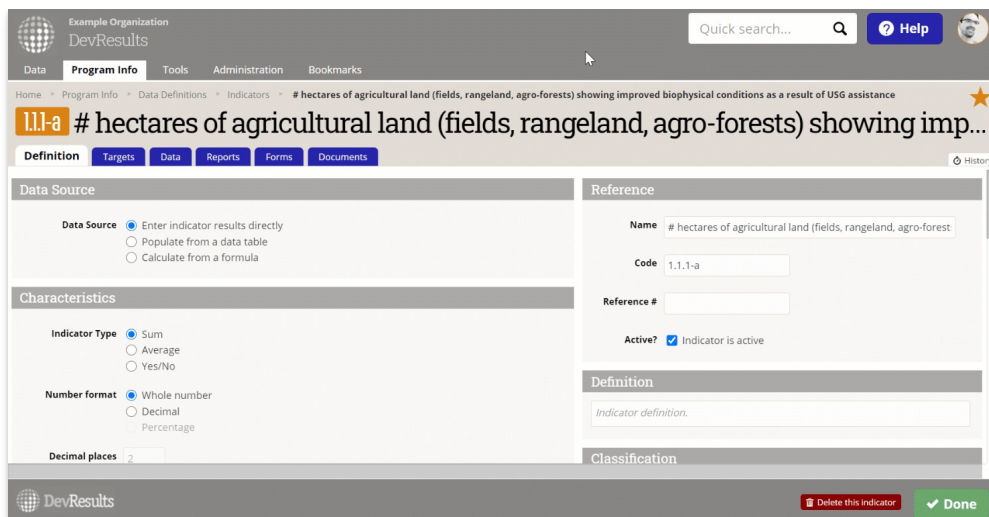 Example Organization
DevResults
Quick search...
Help
Data Program Info Tools Administration Bookmarks
Home Program Info Data Definitions Indicators # hectares of agricultural land (fields, rangeland, agro-forests) showing improved biophysical conditions as a result of USG assistance
1.1.1-a # hectares of agricultural land (fields, rangeland, agro-forests) showing imp...
Definition Targets Data Reports Forms Documents
Histor
Data Source
Data Source Enter indicator results directly
Populate from a data table
Calculate from a formula
Characteristics
Indicator Type Sum
Average
Yes/No
Number format Whole number
Decimal
Percentage
Decimal places 2
Reference
Name # hectares of agricultural land (fields, rangeland, agro-forest
Code 1.1.1-a
Reference #
Active? Indicator is active
Definition
Indicator definition.
Classification
DevResults
Delete this indicator
Done